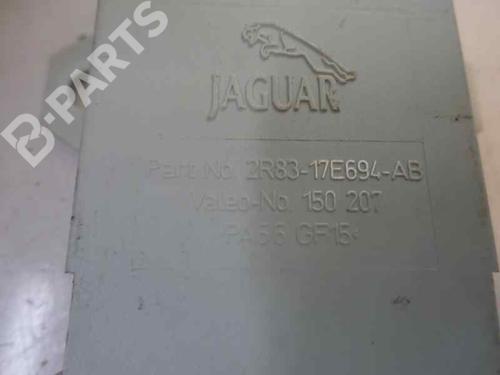 B-PARTS
JAGUAR
Part No. 2R83-17E694-AB
Valeo-No. 150 207
PA66 GF15